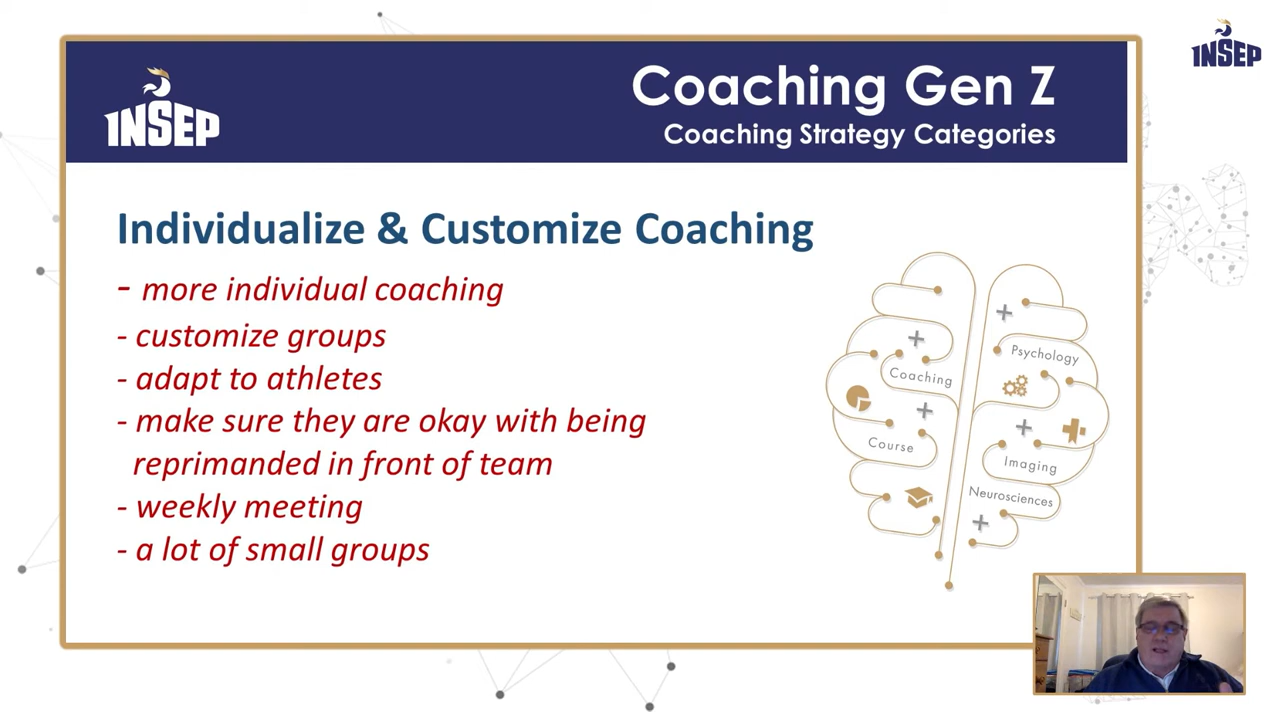 INSEP
INSEP
Coaching Gen Z
Coaching Strategy Categories
Individualize & Customize Coaching
- more individual coaching
- customize groups
- adapt to athletes
- make sure they are okay with being
reprimanded in front of team
- weekly meeting
- a lot of small groups
Psychology
Coaching
Course
Imaging
Neurosciences